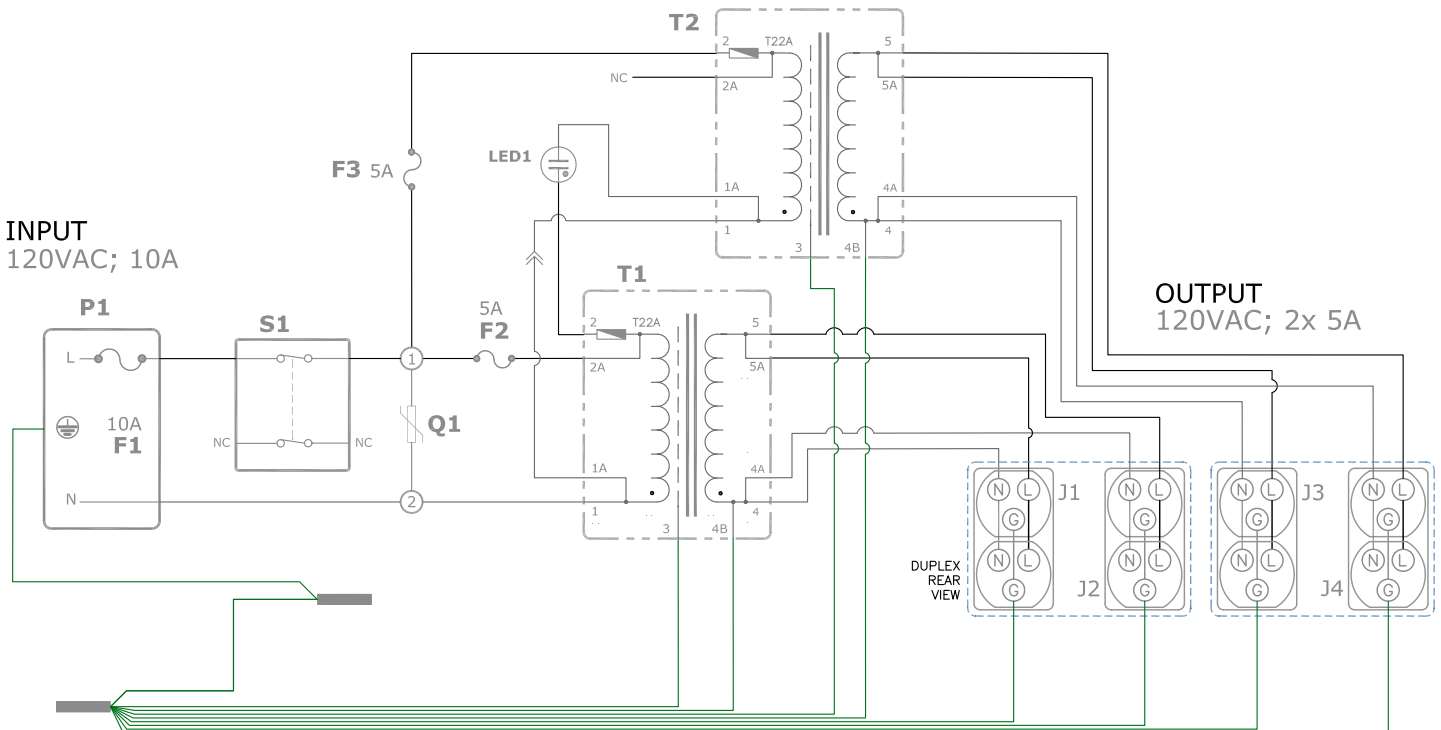 T2
2
T22A
5
NC
2A
5A
LED1
F3 5A
1A
4A
1
4
3
4B
INPUT
120VAC; 10A
T1
P1
S1
5A
F2
OUTPUT
120VAC; 2x 5A
2
T22A
5
L
1
2A
5A
10A
F1
Q1
NC
NC
1A
4A
N
2
1
4
3
4B
N L J1
G
N L
G
N L
G
J2 N L
G
N L J3
G
N L
G
N L
G
J4 N L
G
DUPLEX
REAR
VIEW